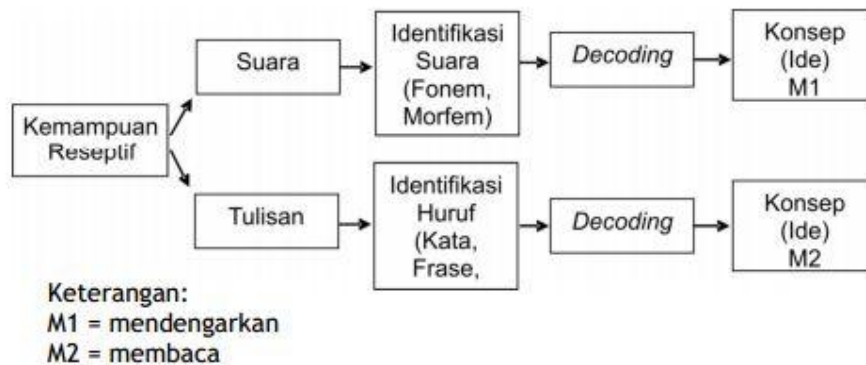 Kemampuan
Reseptif
Suara
Identifikasi
Suara
(Fonem,
Morfem)
Decoding
Konsep
(Ide)
M1
Tulisan
Identifikasi
Huruf
(Kata,
Frase,
Decoding
Konsep
(Ide)
M2
Keterangan:
M1 = mendengarkan
M2 = membaca